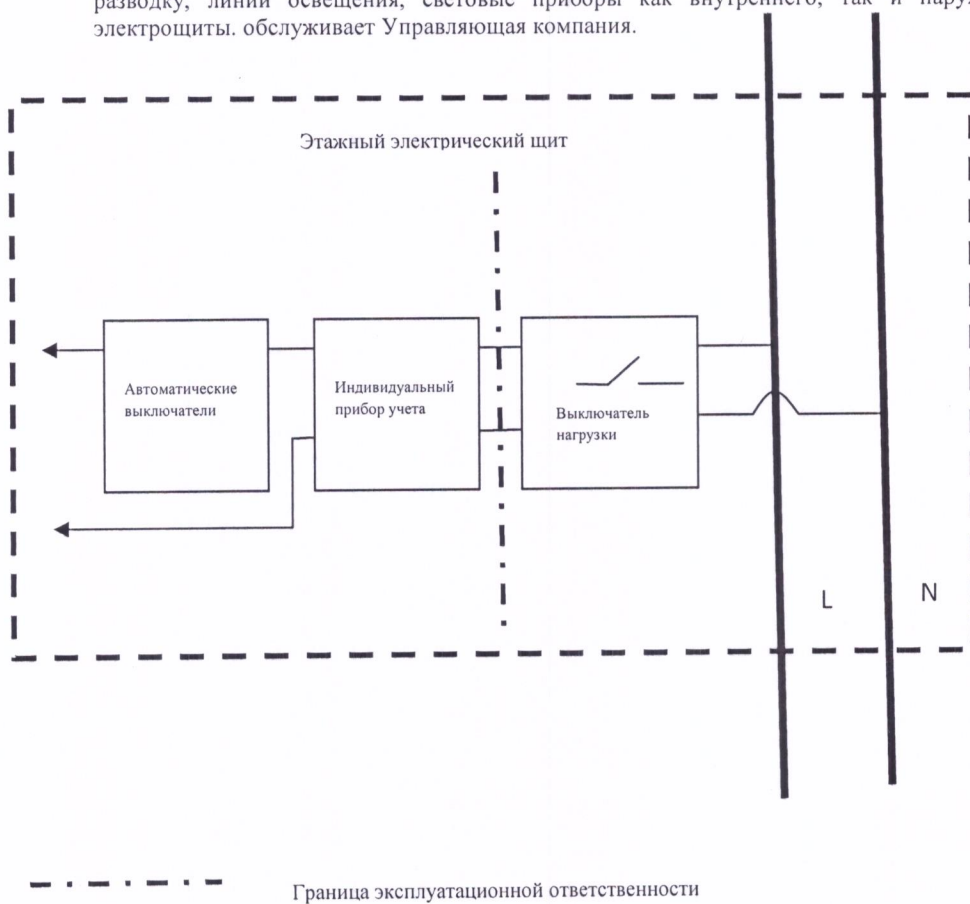 разводку, линии освещения, световые приборы как внутреннего, так и
электрощиты. обслуживает Управляющая компания.
Этажный электрический щит
Автоматические
выключатели
Индивидуальный
прибор учета
Выключатель
нагрузки
L
N
Граница эксплуатационной ответственности